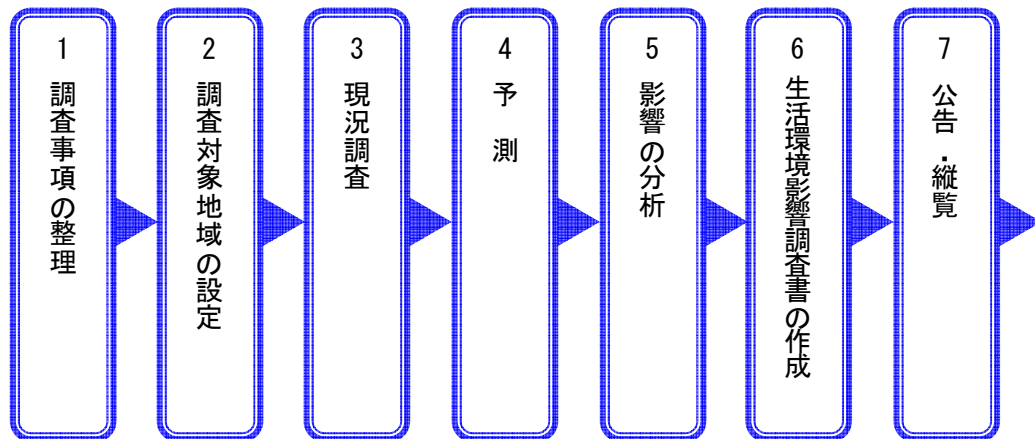 1 調査事項の整理
2 調査対象地域の設定
3 現況調査
4 予測
5 影響の分析
6 生活環境影響調査書の作成
7 公告・縦覧